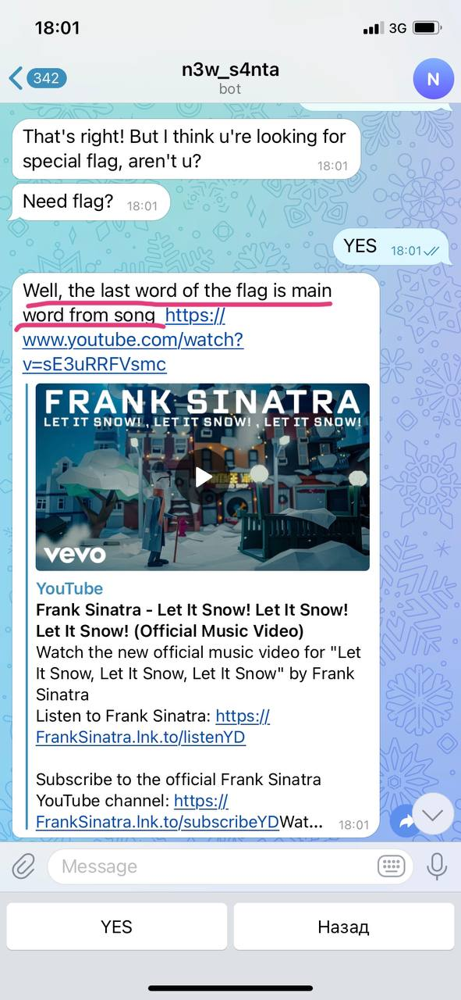 18:01
3G
342
n3w_s4nta
bot
N
That's right! But I think u're looking for
special flag, aren't u?
18:01
Need flag? 18:01
YES 18:01
Well, the last word of the flag is main
word from song https://
www.youtube.com/watch?
v=sE3uRRFVsmc
FRANK SINATRA
LET IT SNOW! , LET IT SNOW! , LET IT SNOW!
vevo
YouTube
Frank Sinatra - Let It Snow! Let It Snow!
Let It Snow! (Official Music Video)
Watch the new official music video for "Let
It Snow, Let It Snow, Let It Snow" by Frank
Sinatra
Listen to Frank Sinatra: https://
FrankSinatra.lnk.to/listenYD
Subscribe to the official Frank Sinatra
YouTube channel: https://
FrankSinatra.lnk.to/subscribeYDWat... 18:01
Message
YES
Назад